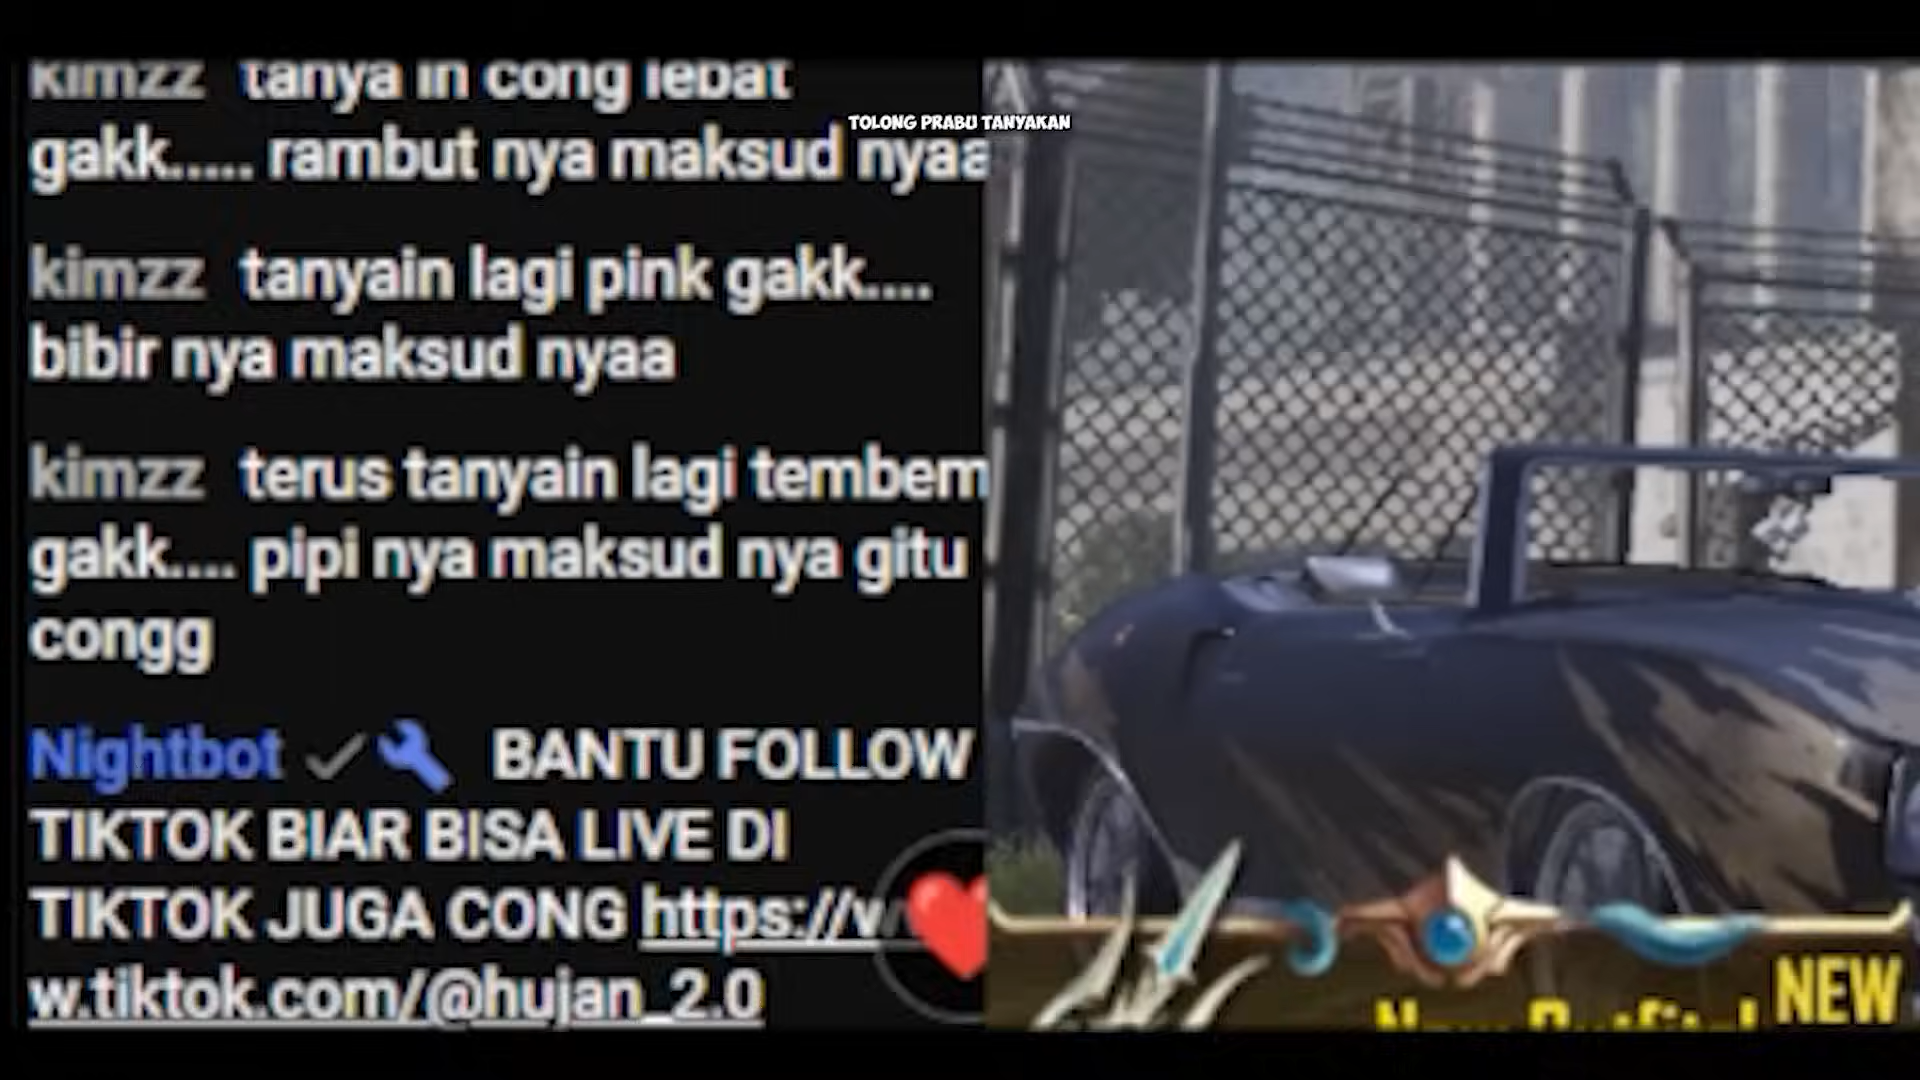 kimzz tanya in cong lebat
gakk..... rambut nya maksud nyaa
TOLONG PRABU TANYAKAN
kimzz tanyain lagi pink gakk....
bibir nya maksud nyaa
kimzz terus tanyain lagi tembem
gakk.... pipi nya maksud nya gitu
congg
Nightbot BANTU FOLLOW
TIKTOK BIAR BISA LIVE DI
TIKTOK JUGA CONG https://w
w.tiktok.com/@hujan_2.0
NEW